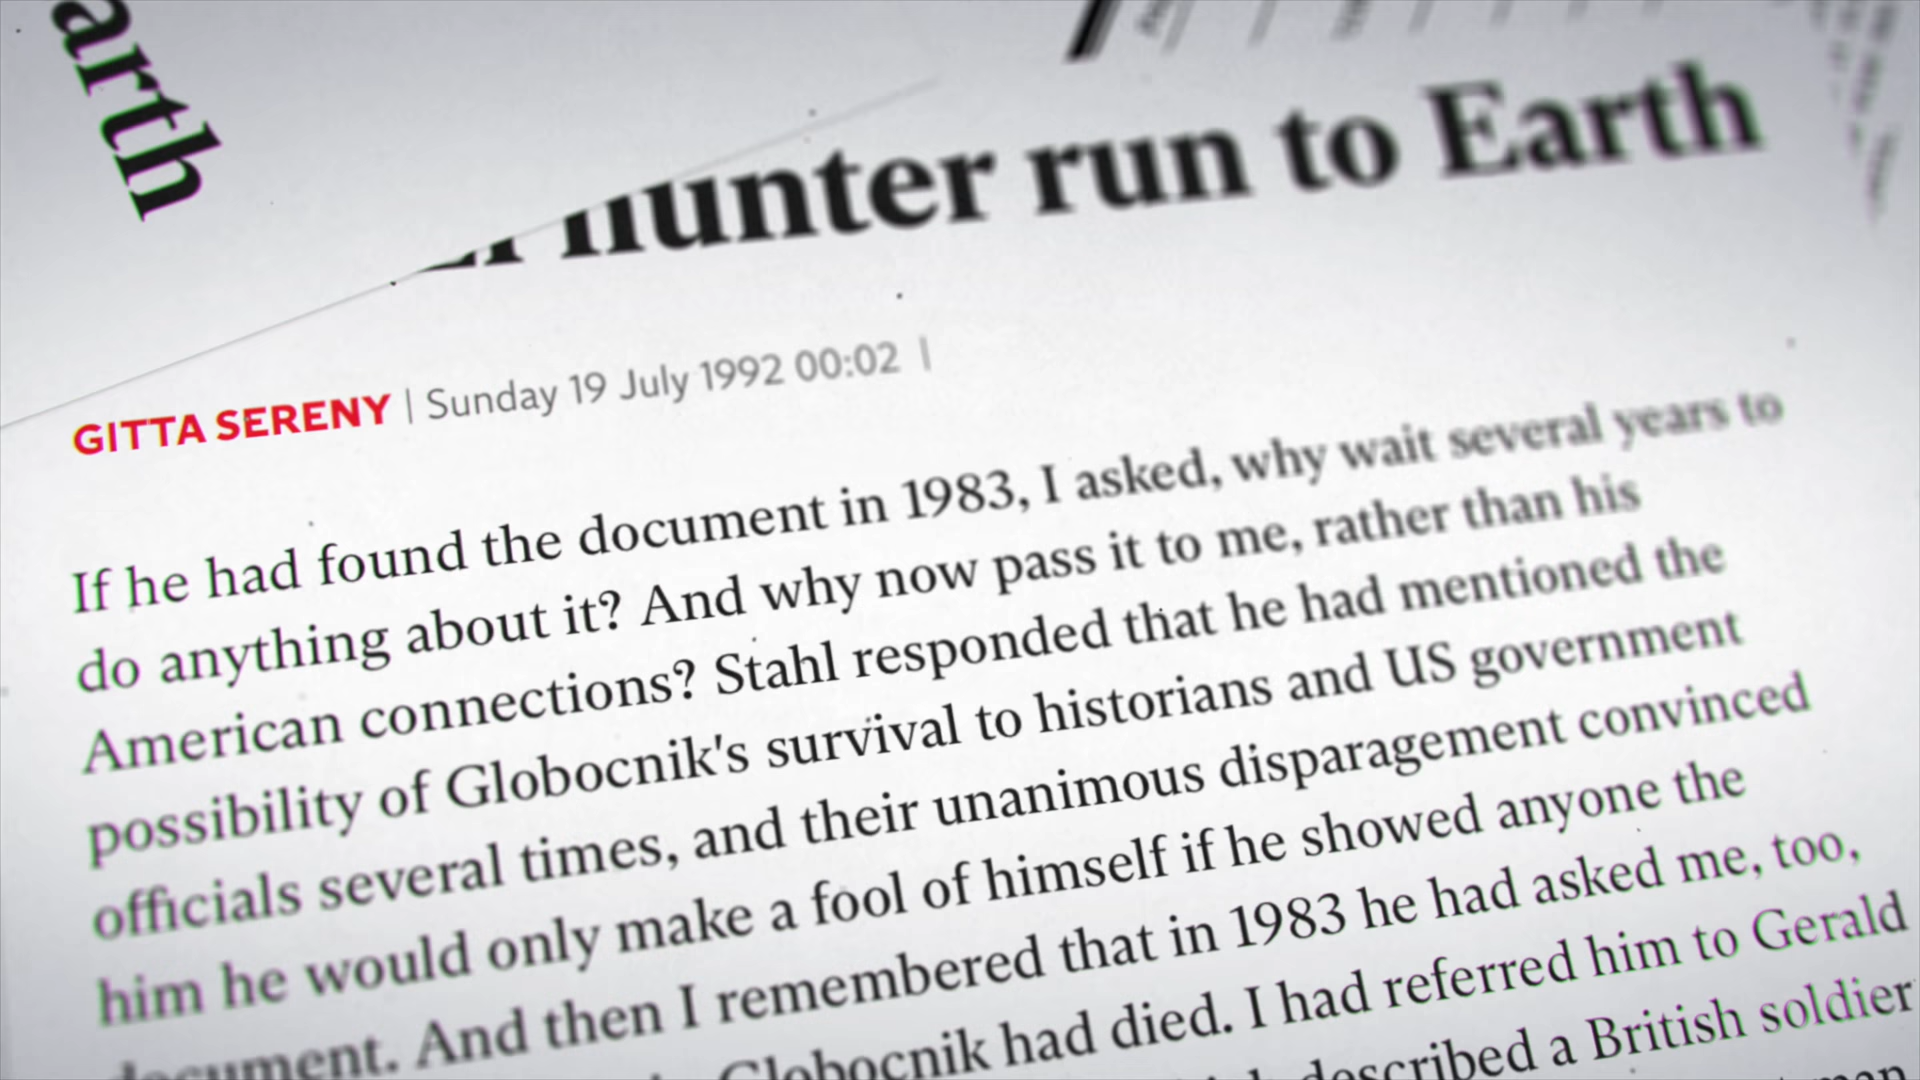 arth
hunter run to Earth
GITTA SERENY | Sunday 19 July 1992 00:02 |
If he had found the document in 1983, I asked, why wait several years to
do anything about it? And why now pass it to me, rather than his
American connections? Stahl responded that he had mentioned the
possibility of Globocnik's survival to historians and US government
officials several times, and their unanimous disparagement convinced
him he would only make a fool of himself if he showed anyone the
document. And then I remembered that in 1983 he had asked me, too,
Globocnik had died. I had referred him to Gerald
described a British soldier